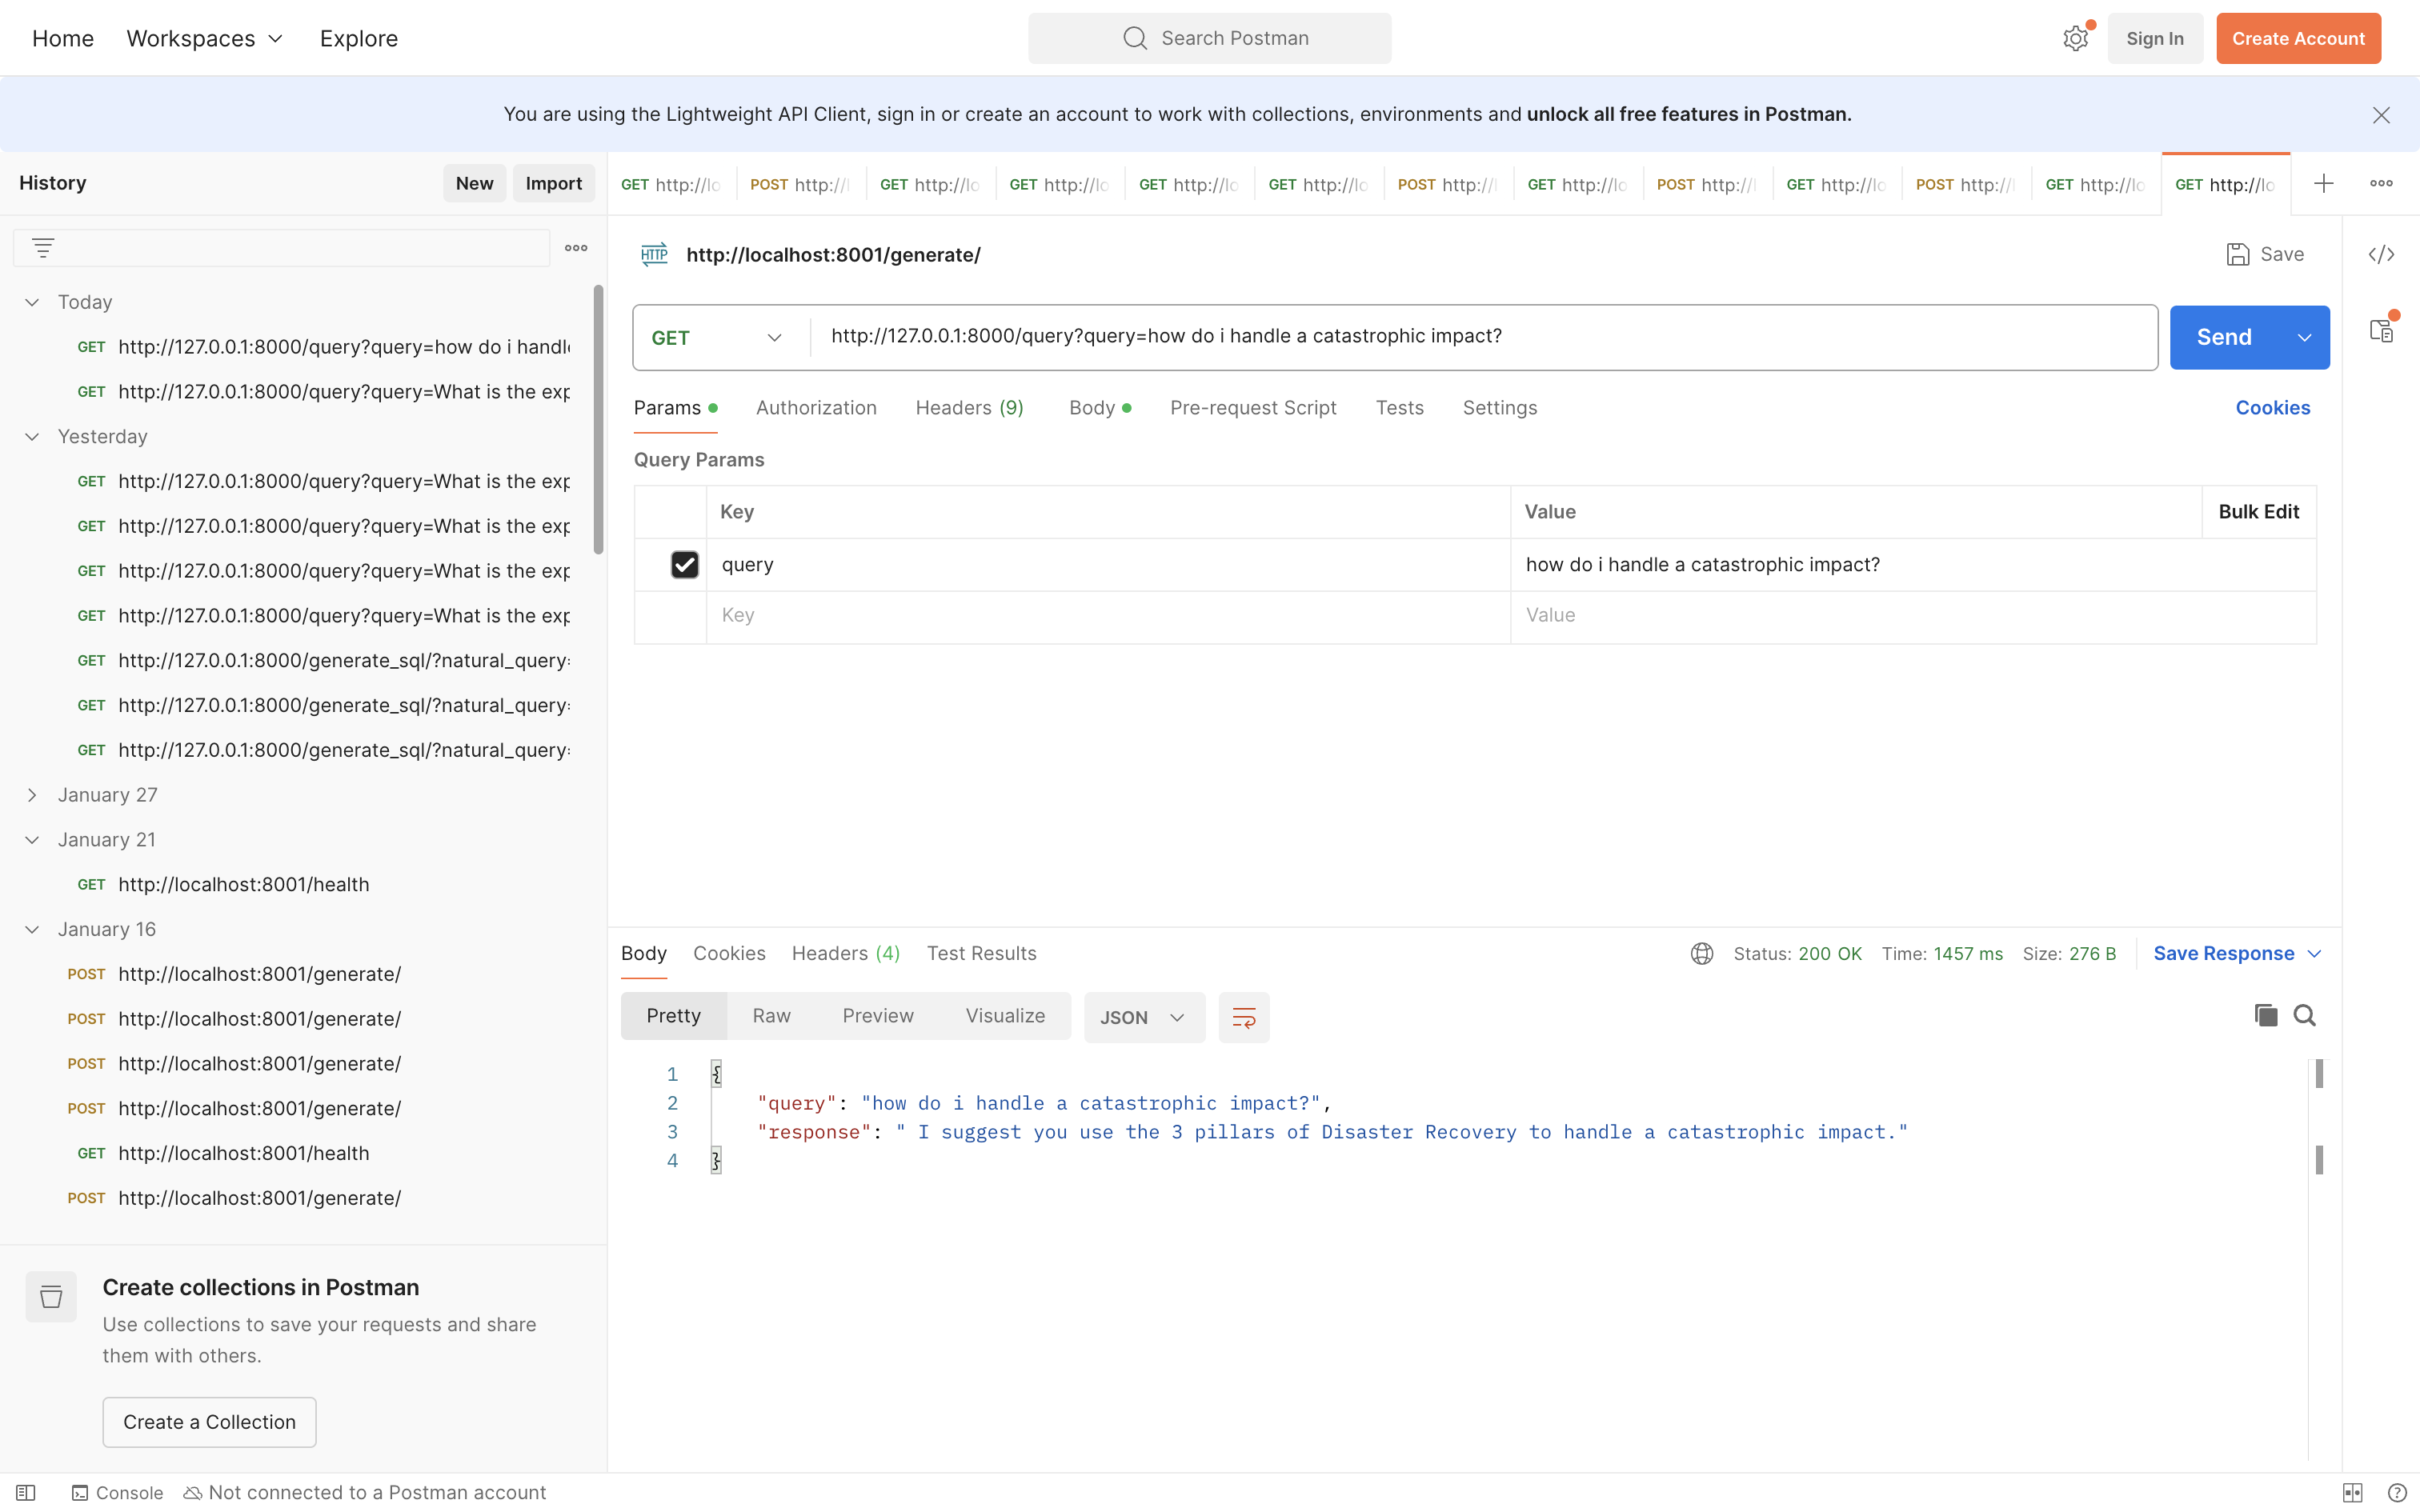 Home Workspaces Explore Search Postman Sign In Create Account
You are using the Lightweight API Client, sign in or create an account to work with collections, environments and unlock all free features in Postman.
History New Import
GET http://lo POST http://l GET http://lo GET http://lo GET http://lo GET http://lo POST http://l GET http://lo POST http://l GET http://lo POST http://l GET http://lo GET http://lo
Today
GET http://127.0.0.1:8000/query?query=how do i handl
GET http://127.0.0.1:8000/query?query=What is the exp
Yesterday
GET http://127.0.0.1:8000/query?query=What is the exp
GET http://127.0.0.1:8000/query?query=What is the exp
GET http://127.0.0.1:8000/query?query=What is the exp
GET http://127.0.0.1:8000/query?query=What is the exp
GET http://127.0.0.1:8000/generate_sql/?natural_query=
GET http://127.0.0.1:8000/generate_sql/?natural_query=
GET http://127.0.0.1:8000/generate_sql/?natural_query=
January 27
January 21
GET http://localhost:8001/health
January 16
POST http://localhost:8001/generate/
POST http://localhost:8001/generate/
POST http://localhost:8001/generate/
POST http://localhost:8001/generate/
GET http://localhost:8001/health
POST http://localhost:8001/generate/
Create collections in Postman
Use collections to save your requests and share
them with others.
Create a Collection
HTTP http://localhost:8001/generate/ Save
GET http://127.0.0.1:8000/query?query=how do i handle a catastrophic impact? Send
Params Authorization Headers (9) Body Pre-request Script Tests Settings Cookies
Query Params
Key Value Bulk Edit
query how do i handle a catastrophic impact?
Key Value
Body Cookies Headers (4) Test Results Status: 200 OK Time: 1457 ms Size: 276 B Save Response
Pretty Raw Preview Visualize JSON
1 {
2 "query": "how do i handle a catastrophic impact?",
3 "response": " I suggest you use the 3 pillars of Disaster Recovery to handle a catastrophic impact."
4 }
Console Not connected to a Postman account